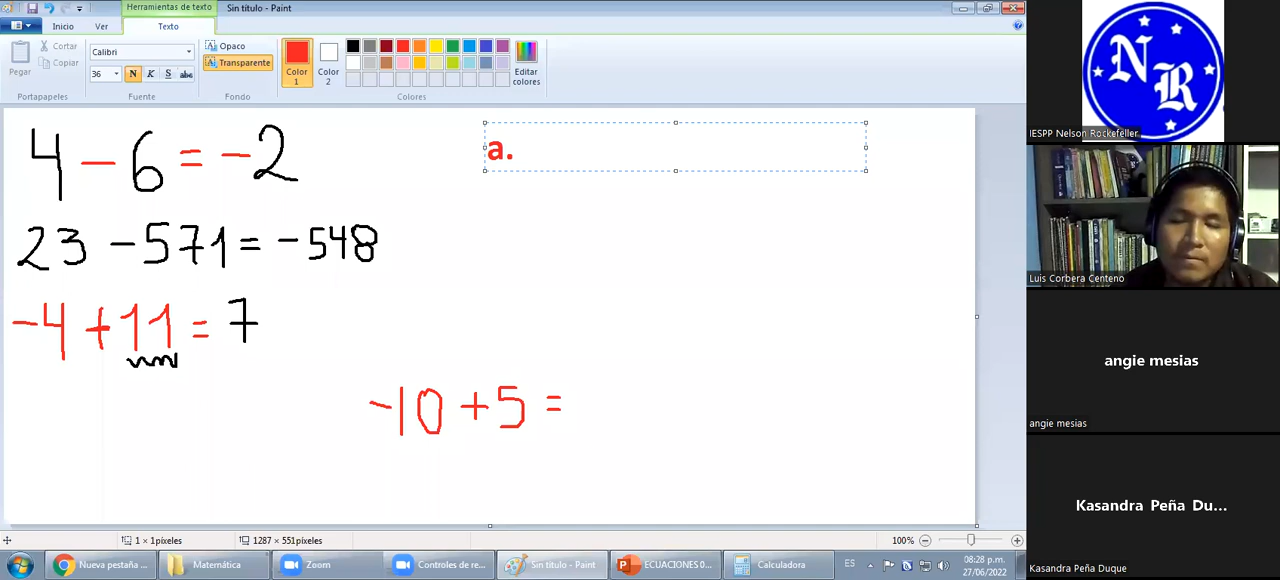 Herramientas de texto
Sin título - Paint
Inicio
Ver
Texto
Pegar
Cortar
Copiar
Portapapeles
Calibri
36
N K S abc
Fuente
Opaco
Transparente
Fondo
Color 1
Color 2
Editar colores
Colores
4 - 6 = - 2
a.
23 - 571 = - 548
- 4 + 11 = 7
-10 + 5 =
NR
IESPP Nelson Rockefeller
Luis Corbera Centeno
angie mesias
angie mesias
Kasandra Peña Du...
Kasandra Peña Duque
1 × 1píxeles
1287 × 551píxeles
100%
Nueva pestaña ...
Matemática
Zoom
Controles de re...
Sin título - Paint
ECUACIONES 0...
Calculadora
ES
08:28 p.m.
27/06/2022